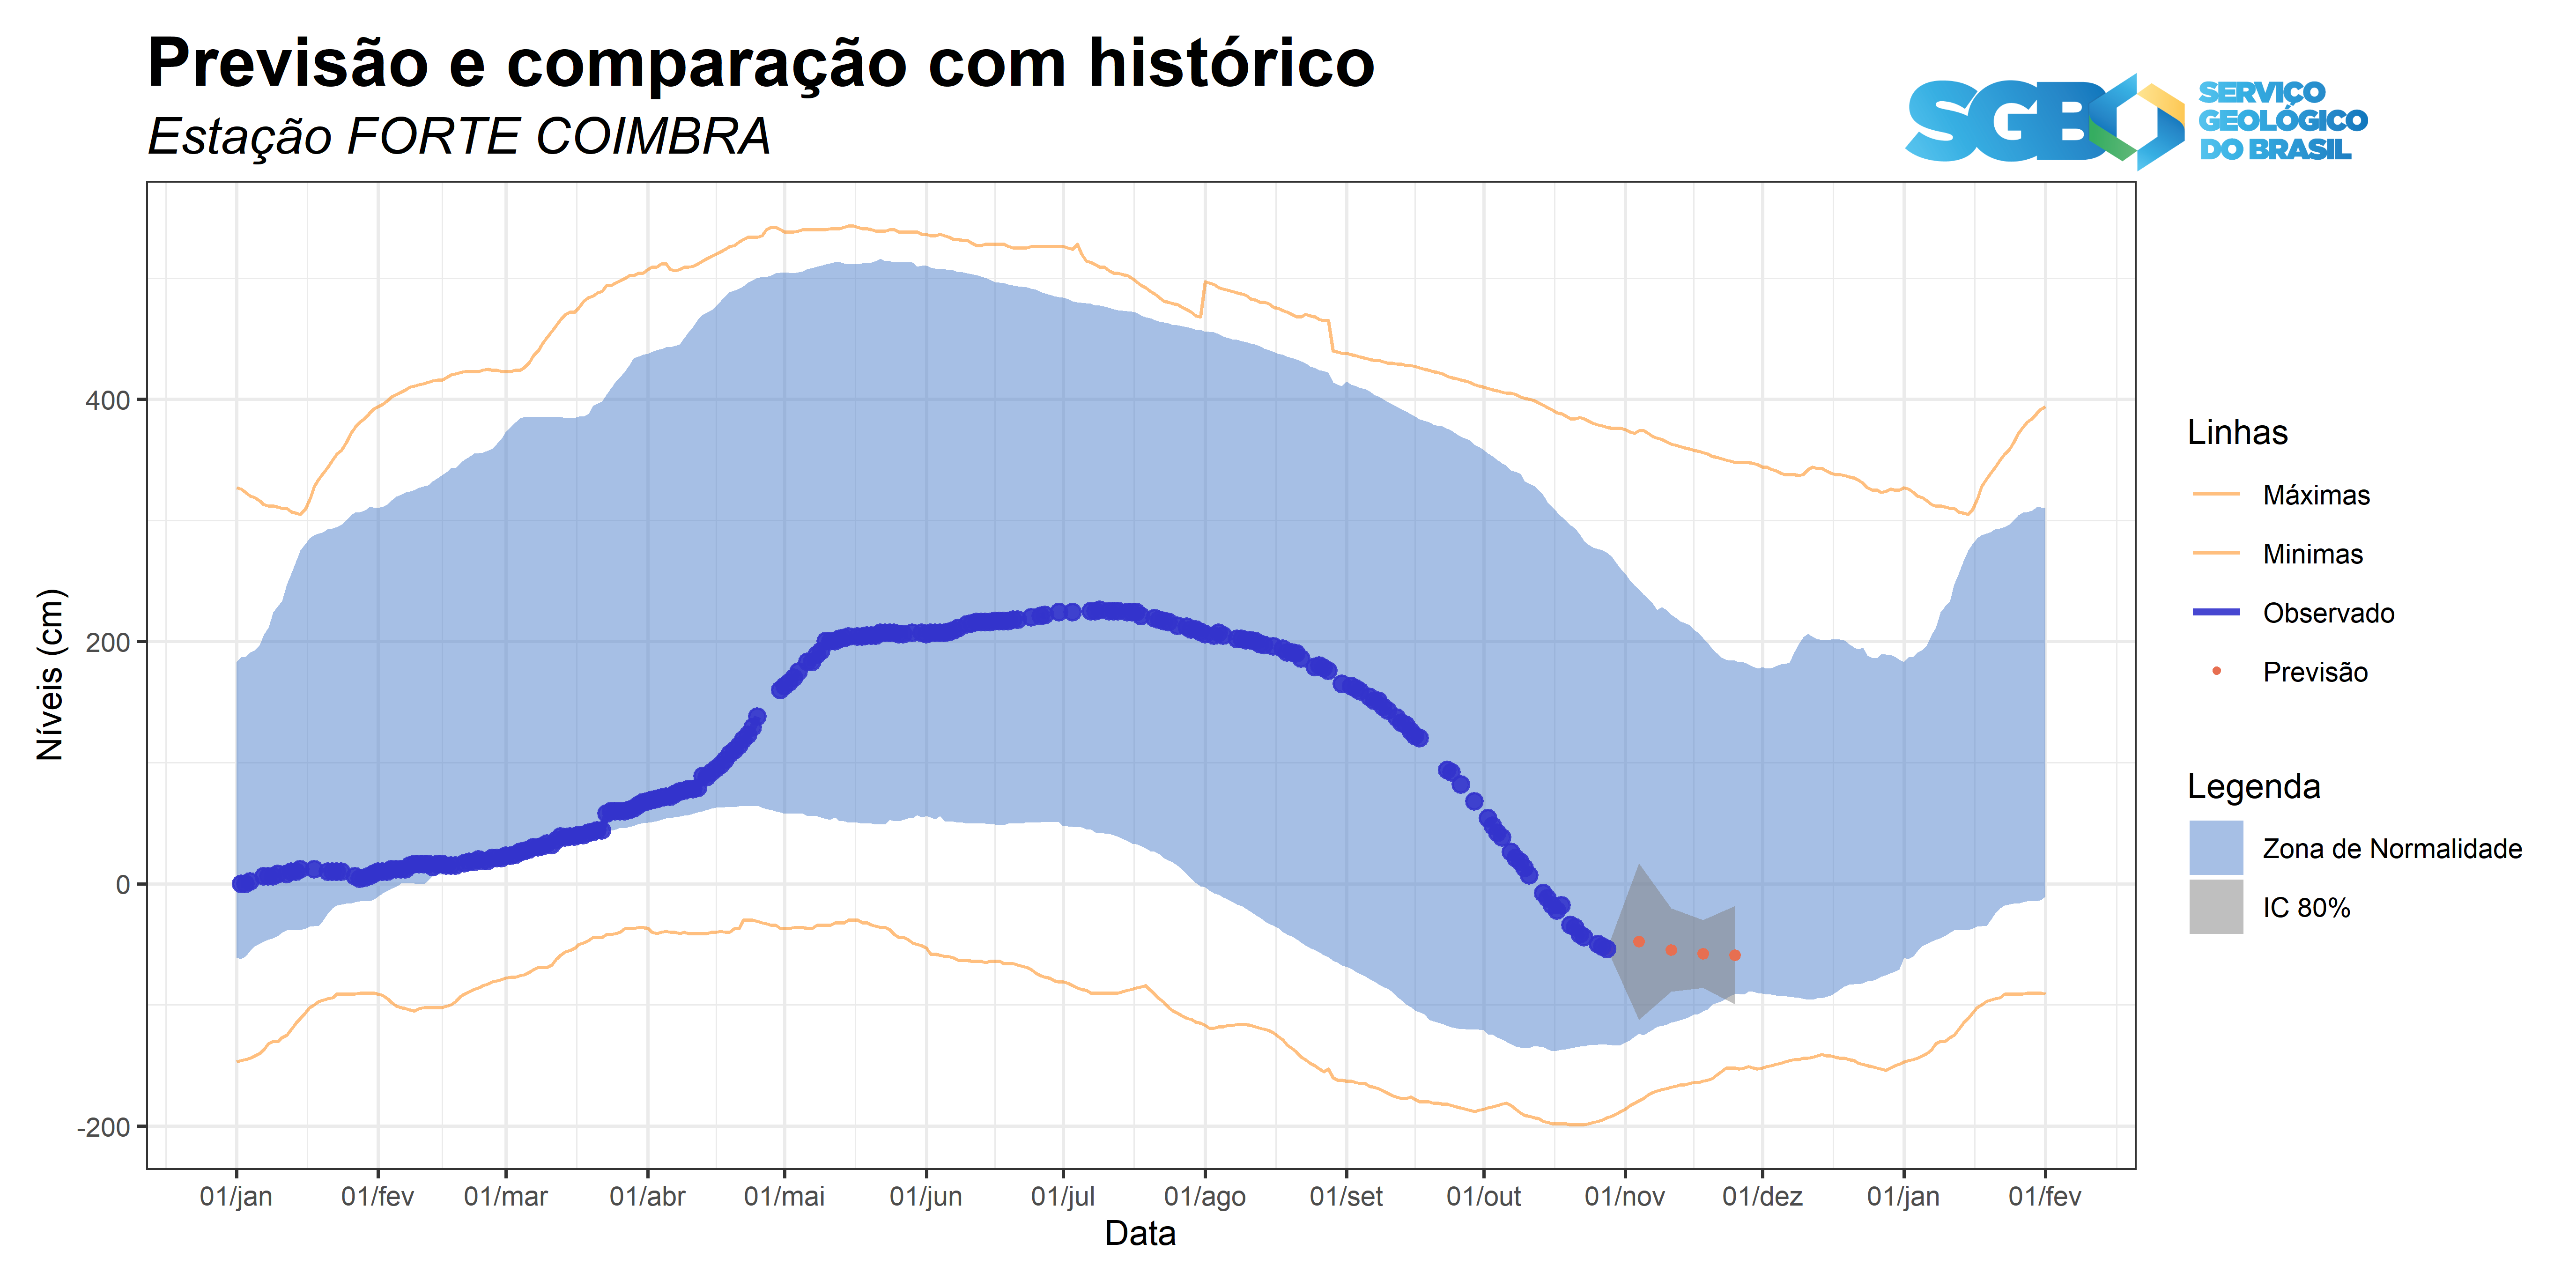 Previsão e comparação com histórico
Estação FORTE COIMBRA
SGB SERVIÇO
GEOLÓGICO
DO BRASIL
Níveis (cm)
400
200
0
-200
01/jan 01/fev 01/mar 01/abr 01/mai 01/jun 01/jul 01/ago 01/set 01/out 01/nov 01/dez 01/jan 01/fev
Data
Linhas
Máximas
Minimas
Observado
Previsão
Legenda
Zona de Normalidade
IC 80%